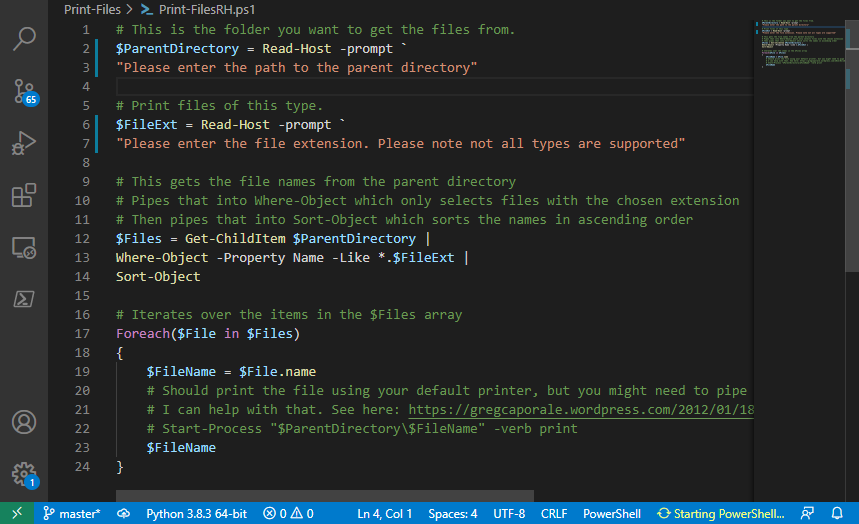 Print-Files > Print-FilesRH.ps1
1 # This is the folder you want to get the files from.
2 $ParentDirectory = Read-Host -prompt `
3 "Please enter the path to the parent directory"
4
5 # Print files of this type.
6 $FileExt = Read-Host -prompt `
7 "Please enter the file extension. Please note not all types are supported"
8
9 # This gets the file names from the parent directory
10 # Pipes that into Where-Object which only selects files with the chosen extension
11 # Then pipes that into Sort-Object which sorts the names in ascending order
12 $Files = Get-ChildItem $ParentDirectory |
13 Where-Object -Property Name -Like *.$FileExt |
14 Sort-Object
15
16 # Iterates over the items in the $Files array
17 Foreach($File in $Files)
18 {
19 $FileName = $File.name
20 # Should print the file using your default printer, but you might need to pipe
21 # I can help with that. See here: https://gregcaporale.wordpress.com/2012/01/18
22 # Start-Process "$ParentDirectory\$FileName" -verb print
23 $FileName
24 }
65
1
master* Python 3.8.3 64-bit 0 0 Ln 4, Col 1 Spaces: 4 UTF-8 CRLF PowerShell Starting PowerShell...